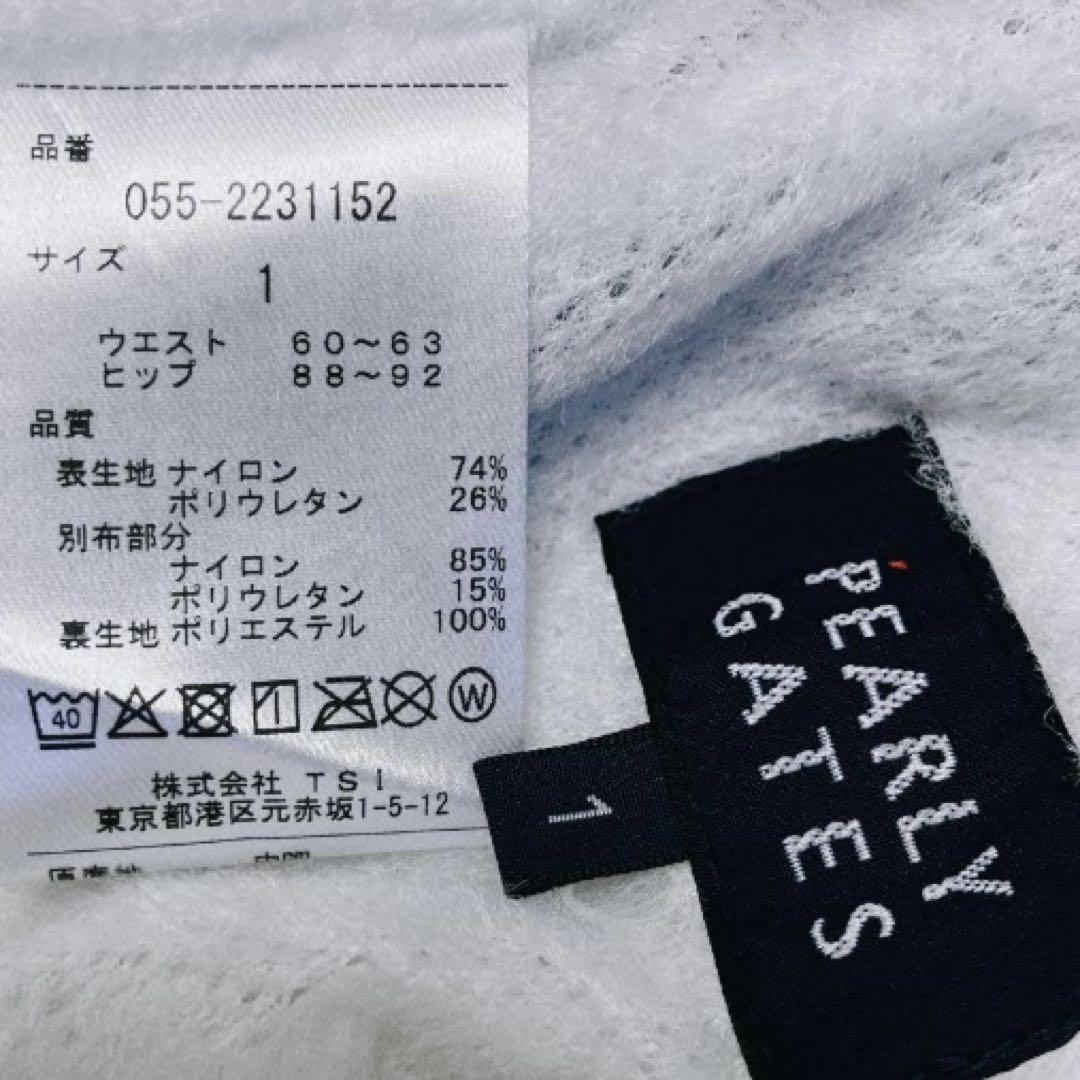 品番
055-2231152
サイズ
1
ウエスト 60～63
ヒップ 88～92
品質
表生地 ナイロン 74%
ポリウレタン 26%
別布部分
ナイロン 85%
ポリウレタン 15%
裏生地 ポリエステル 100%
40 W
株式会社 TSI
東京都港区元赤坂1-5-12
PEARLY
GATES
1